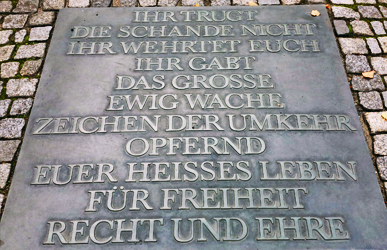 IHR TRUGT
DIE SCHANDE NICHT
IHR WEHRTET EUCH
IHR GABT
DAS GROSSE
EWIG WACHE
ZEICHEN DER UMKEHR
OPFERND
EUER HEISSES LEBEN
FÜR FREIHEIT
RECHT UND EHRE